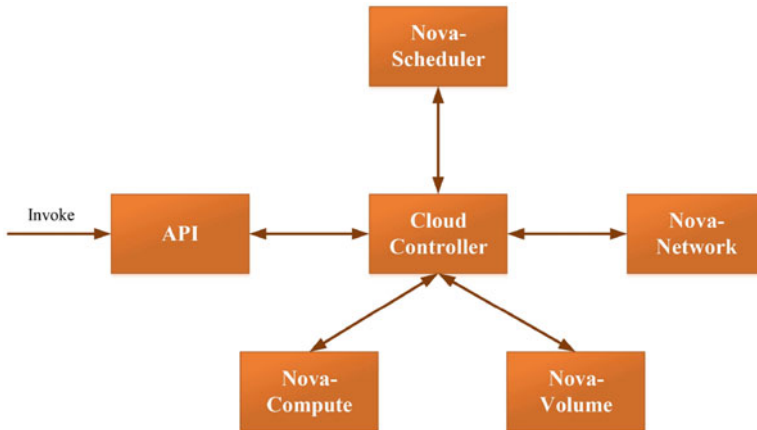 Nova-
Scheduler
Invoke
API
Cloud
Controller
Nova-
Network
Nova-
Compute
Nova-
Volume